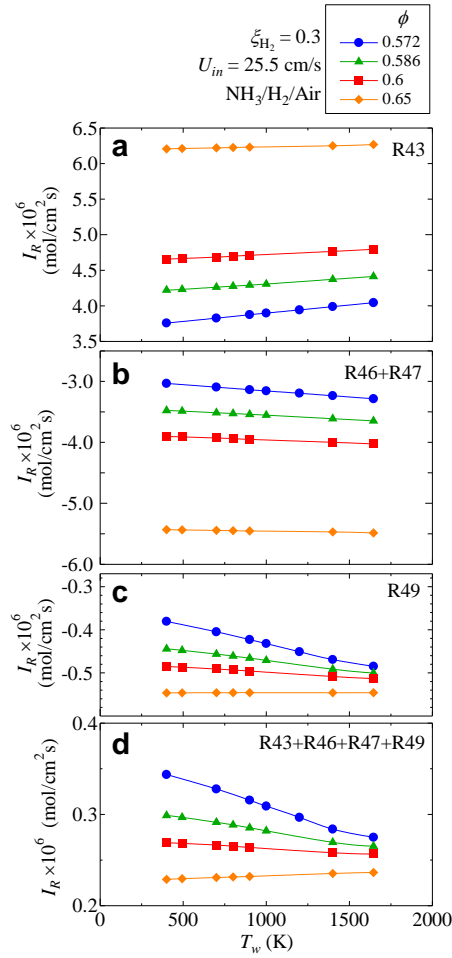 ξH₂ = 0.3
Uin = 25.5 cm/s
NH₃/H₂/Air
ϕ
0.572
0.586
0.6
0.65
a
R43
6.5
6.0
5.5
5.0
4.5
4.0
3.5
IR×10⁶
(mol/cm²s)
b
R46+R47
-3.0
-4.0
-5.0
-6.0
IR×10⁶
(mol/cm²s)
c
R49
-0.3
-0.4
-0.5
IR×10⁶
(mol/cm²s)
d
R43+R46+R47+R49
0.4
0.3
0.2
IR×10⁶ (mol/cm²s)
0 500 1000 1500 2000
Tw (K)